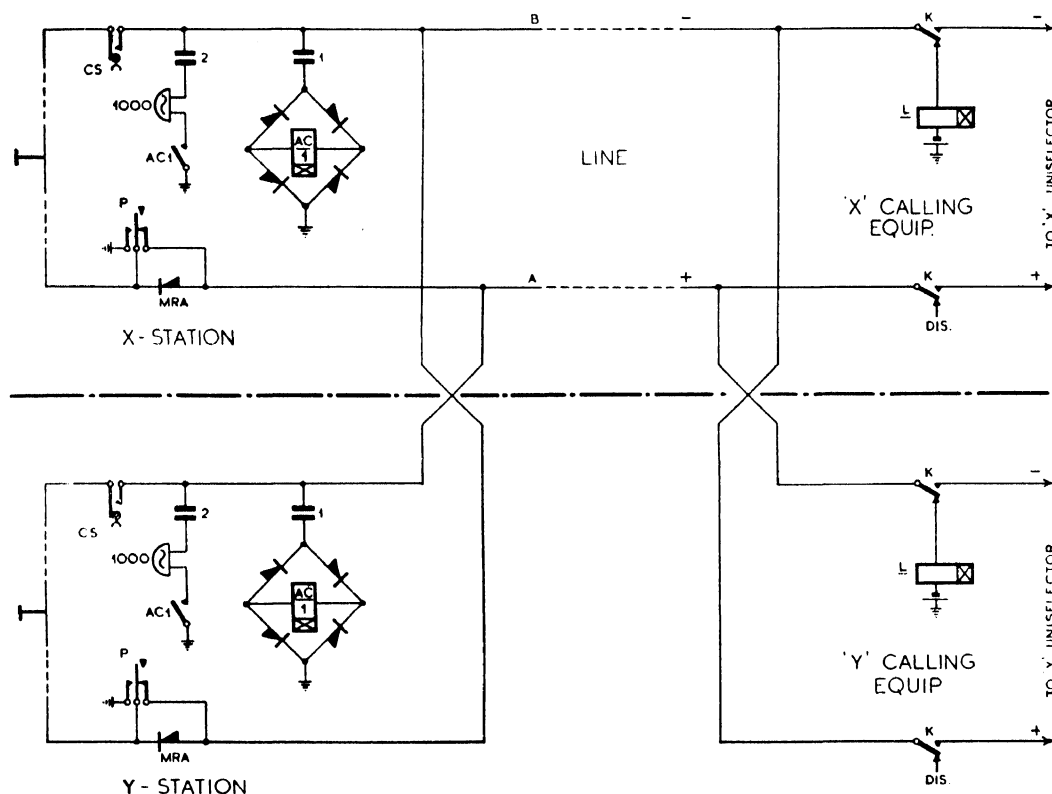 B
-
K
-
CS
2
1
1000
AC
1
L
AC1
LINE
'X' CALLING
EQUIP.
TO 'X' UNISELECTOR
P
MRA
A
+
K
+
DIS.
X - STATION
K
-
CS
2
1
1000
AC
1
L
AC1
'Y' CALLING
EQUIP
TO 'Y' UNISELECTOR
P
MRA
K
+
DIS.
Y - STATION